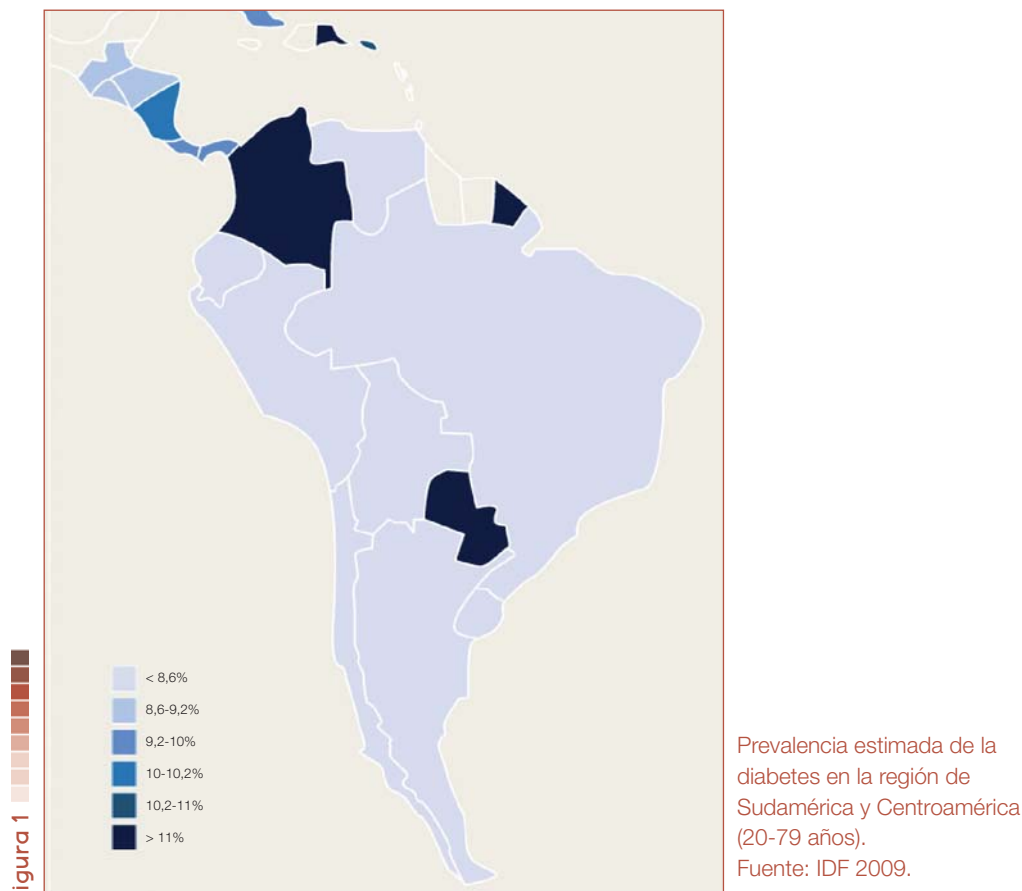 < 8,6%
8,6-9,2%
9,2-10%
10-10,2%
10,2-11%
> 11%
igura 1
Prevalencia estimada de la
diabetes en la región de
Sudamérica y Centroamérica
(20-79 años).
Fuente: IDF 2009.